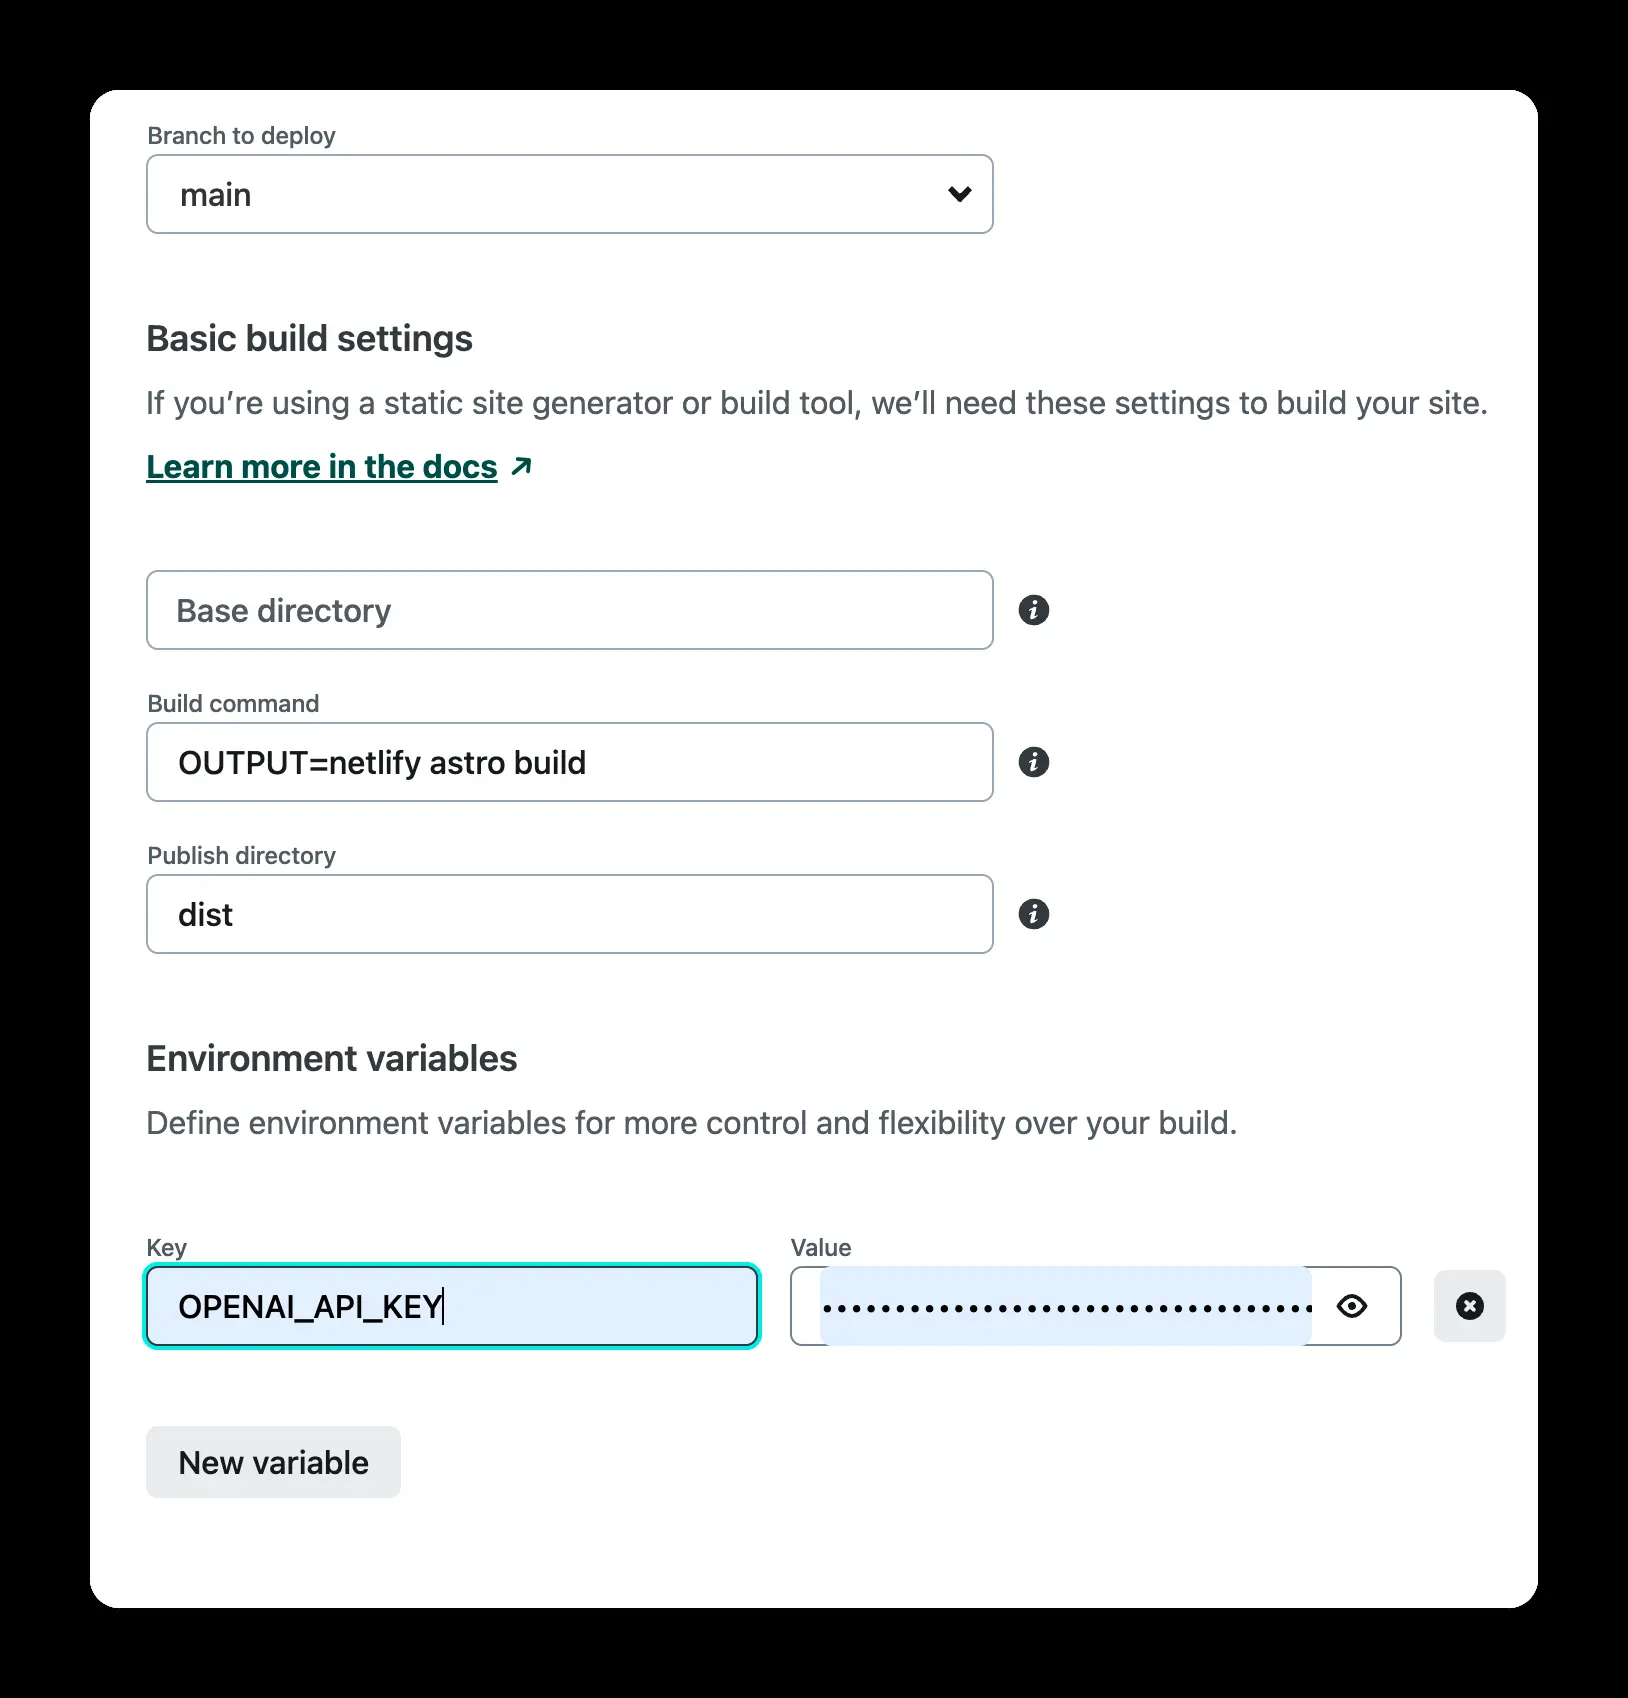 Branch to deploy
main
Basic build settings
If you’re using a static site generator or build tool, we’ll need these settings to build your site.
Learn more in the docs
Base directory
Build command
OUTPUT=netlify astro build
Publish directory
dist
Environment variables
Define environment variables for more control and flexibility over your build.
Key
Value
OPENAI_API_KEY
New variable